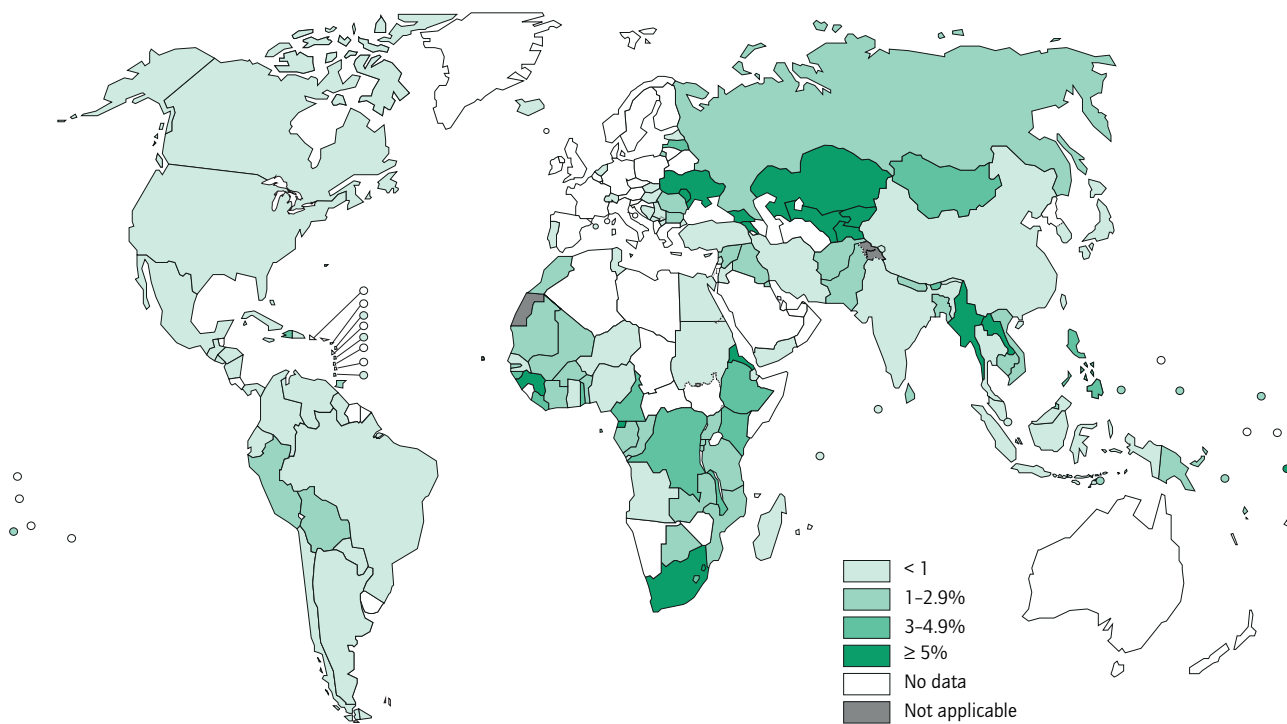 < 1
1–2.9%
3–4.9%
≥ 5%
No data
Not applicable